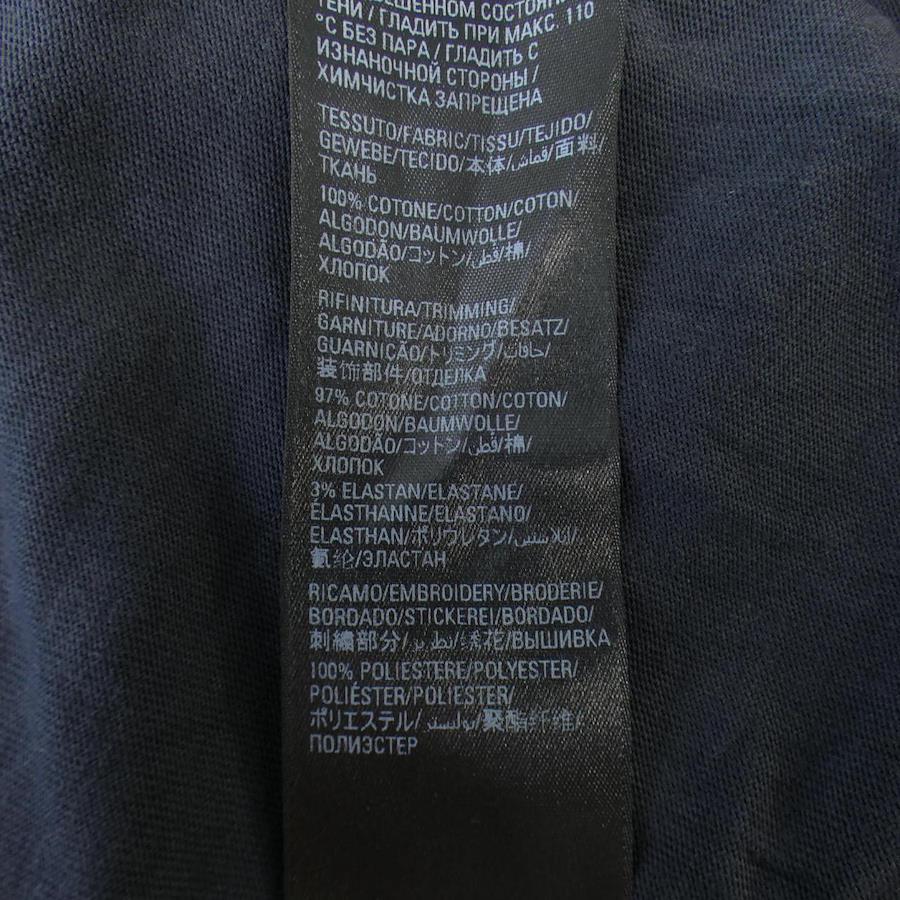 СОСТОЯНИ
ТЕНИ / ГЛАДИТЬ ПРИ МАКС. 110
°C БЕЗ ПАРА / ГЛАДИТЬ С
ИЗНАНОЧНОЙ СТОРОНЫ /
ХИМЧИСТКА ЗАПРЕЩЕНА
TESSUTO/FABRIC/TISSU/TEJIDO/
GEWEBE/TECIDO/本体/قماش/面料/
ТКАНЬ
100% COTONE/COTTON/COTON/
ALGODON/BAUMWOLLE/
ALGODÃO/コットン/قطن/棉/
ХЛОПОК
RIFINITURA/TRIMMING/
GARNITURE/ADORNO/BESATZ/
GUARNIÇÃO/トリミング/حافات/
装饰部件/ОТДЕЛКА
97% COTONE/COTTON/COTON/
ALGODON/BAUMWOLLE/
ALGODÃO/コットン/قطن/棉/
ХЛОПОК
3% ELASTAN/ELASTANE/
ÉLASTHANNE/ELASTANO/
ELASTHAN/ポリウレタン/
氨纶/ЭЛАСТАН
RICAMO/EMBROIDERY/BRODERIE/
BORDADO/STICKEREI/BORDADO/
刺繍部分/تطريز/绣花/ВЫШИВКА
100% POLIESTERE/POLYESTER/
POLIÉSTER/POLIESTER/
ポリエステル/بوليستر/聚酯纤维/
ПОЛИЭСТЕР